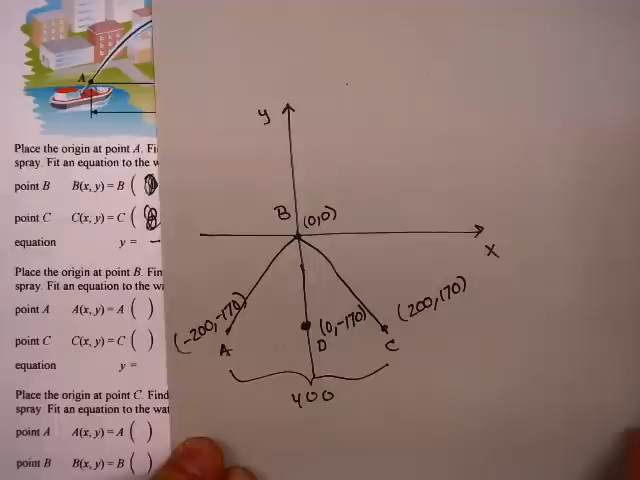 A
Place the origin at point A. Fi
spray. Fit an equation to the w
point B B(x, y) = B (
point C C(x, y) = C (
equation y =
Place the origin at point B. Fin
spray. Fit an equation to the wa
point A A(x, y) = A ( )
point C C(x, y) = C ( )
equation y =
Place the origin at point C. Find
spray Fit an equation to the wat
point A A(x, y) = A ( )
point B B(x, y) = B ( )
y
B (0,0)
x
(-200,-170) (0,-170) (200,170)
A D C
400